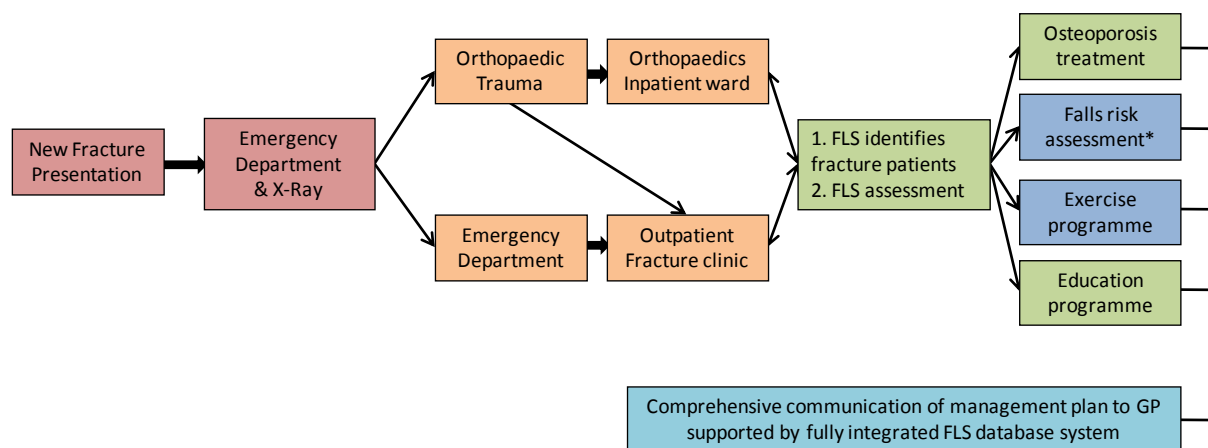 New Fracture
Presentation
Emergency
Department
& X-Ray
Orthopaedic
Trauma
Orthopaedics
Inpatient ward
Emergency
Department
Outpatient
Fracture clinic
1. FLS identifies
fracture patients
2. FLS assessment
Osteoporosis
treatment
Falls risk
assessment*
Exercise
programme
Education
programme
Comprehensive communication of management plan to GP
supported by fully integrated FLS database system